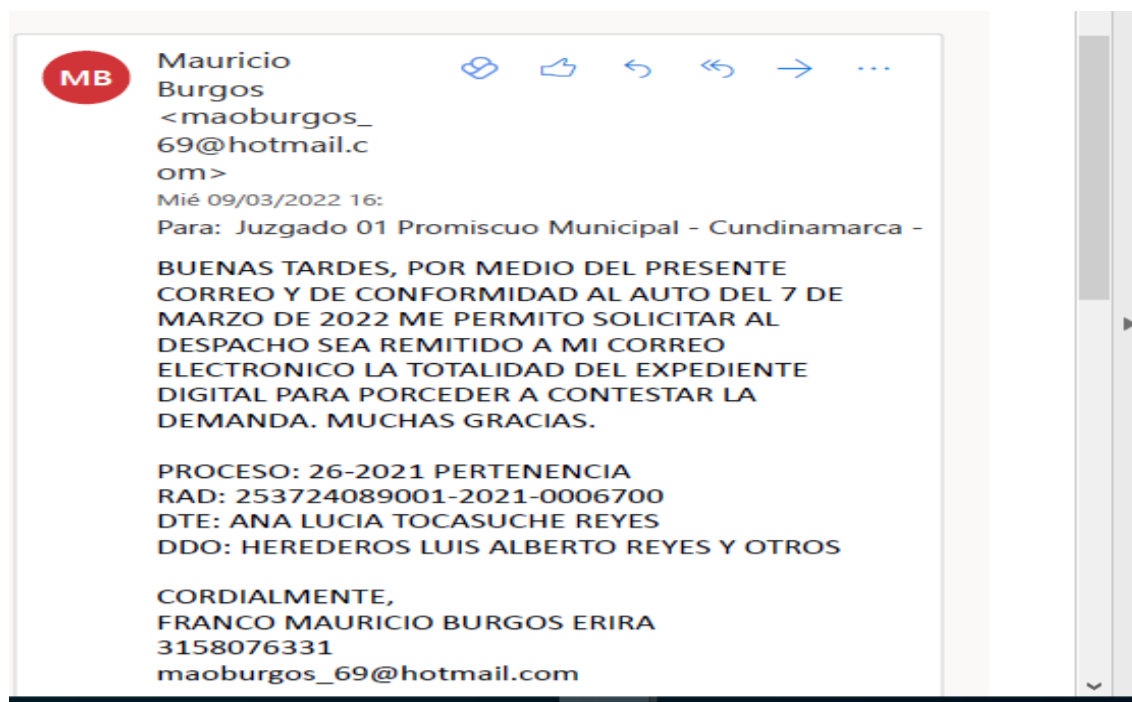 MB
Mauricio
Burgos
<maoburgos_
69@hotmail.c
om>
Mié 09/03/2022 16:
Para: Juzgado 01 Promiscuo Municipal - Cundinamarca -
BUENAS TARDES, POR MEDIO DEL PRESENTE
CORREO Y DE CONFORMIDAD AL AUTO DEL 7 DE
MARZO DE 2022 ME PERMITO SOLICITAR AL
DESPACHO SEA REMITIDO A MI CORREO
ELECTRONICO LA TOTALIDAD DEL EXPEDIENTE
DIGITAL PARA PORCEDER A CONTESTAR LA
DEMANDA. MUCHAS GRACIAS.
PROCESO: 26-2021 PERTENENCIA
RAD: 253724089001-2021-0006700
DTE: ANA LUCIA TOCASUCHE REYES
DDO: HEREDEROS LUIS ALBERTO REYES Y OTROS
CORDIALMENTE,
FRANCO MAURICIO BURGOS ERIRA
3158076331
maoburgos_69@hotmail.com